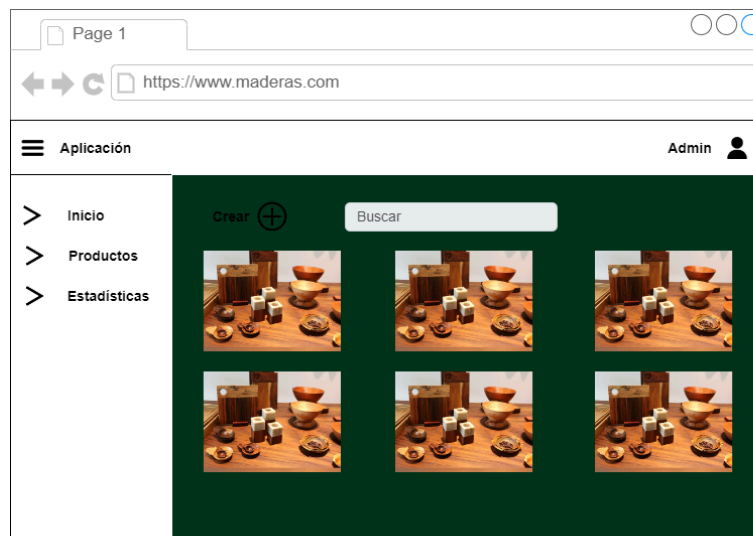 Page 1
https://www.maderas.com
Aplicación
Admin
Inicio
Productos
Estadísticas
Crear
Buscar